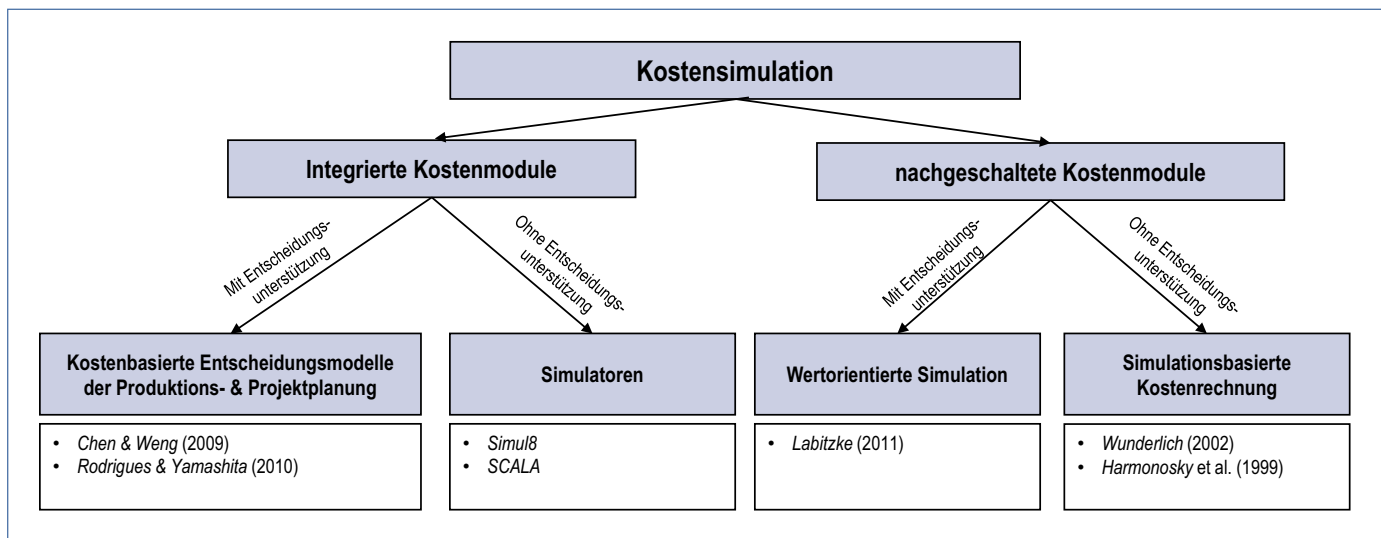 Kostensimulation
Integrierte Kostenmodule
nachgeschaltete Kostenmodule
Mit Entscheidungs-
unterstützung
Ohne Entscheidungs-
unterstützung
Mit Entscheidungs-
unterstützung
Ohne Entscheidungs-
unterstützung
Kostenbasierte Entscheidungsmodelle
der Produktions- & Projektplanung
Simulatoren
Wertorientierte Simulation
Simulationsbasierte
Kostenrechnung
• Chen & Weng (2009)
• Rodrigues & Yamashita (2010)
• Simul8
• SCALA
• Labitzke (2011)
• Wunderlich (2002)
• Harmonosky et al. (1999)